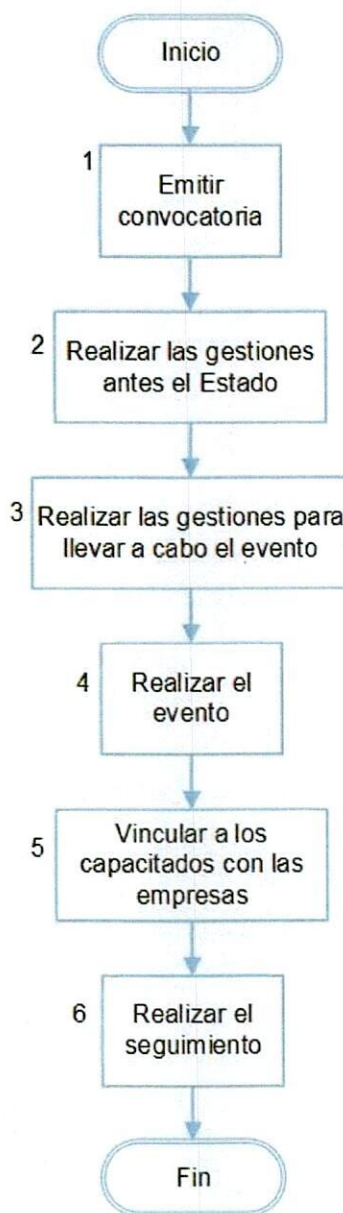 Inicio
1
Emitir
convocatoria
2
Realizar las gestiones
antes el Estado
3
Realizar las gestiones para
llevar a cabo el evento
4
Realizar el
evento
5
Vincular a los
capacitados con las
empresas
6
Realizar el
seguimiento
Fin